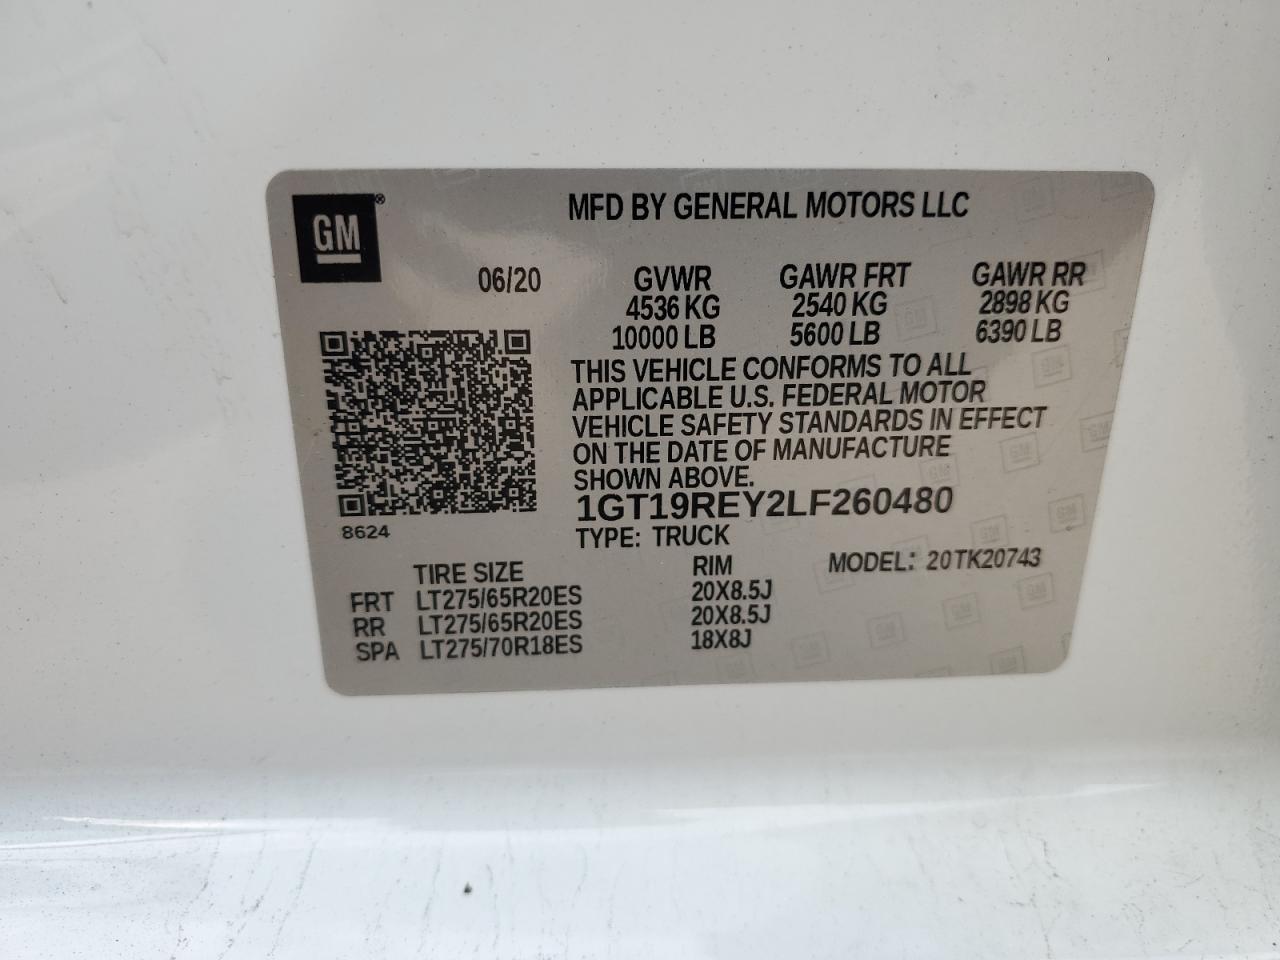 GM®
MFD BY GENERAL MOTORS LLC
06/20 GVWR GAWR FRT GAWR RR
4536 KG 2540 KG 2898 KG
10000 LB 5600 LB 6390 LB
THIS VEHICLE CONFORMS TO ALL
APPLICABLE U.S. FEDERAL MOTOR
VEHICLE SAFETY STANDARDS IN EFFECT
ON THE DATE OF MANUFACTURE
SHOWN ABOVE.
1GT19REY2LF260480
8624
TYPE: TRUCK
TIRE SIZE RIM MODEL: 20TK20743
FRT LT275/65R20ES 20X8.5J
RR LT275/65R20ES 20X8.5J
SPA LT275/70R18ES 18X8J